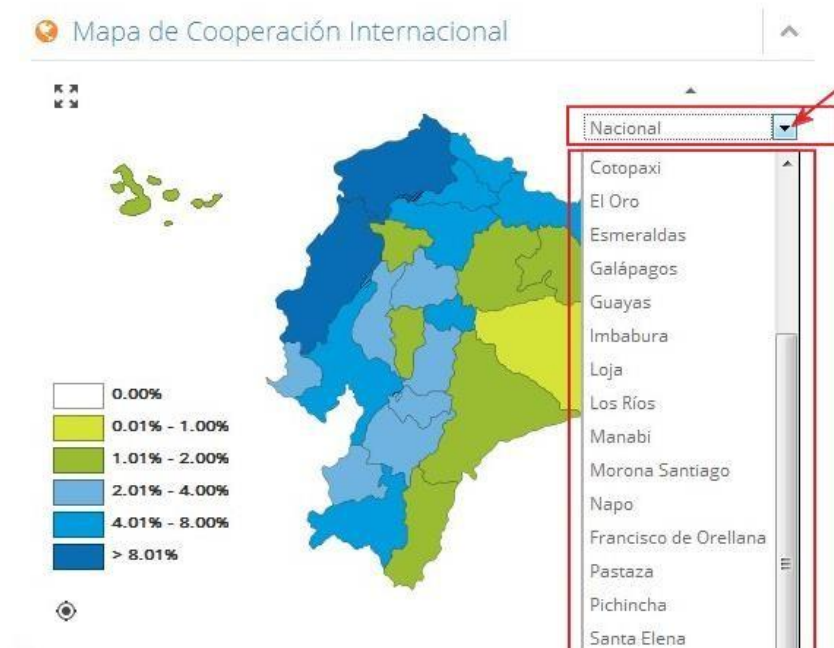 Mapa de Cooperación Internacional
Nacional
Cotopaxi
El Oro
Esmeraldas
Galápagos
Guayas
Imbabura
Loja
Los Ríos
Manabi
Morona Santiago
Napo
Francisco de Orellana
Pastaza
Pichincha
Santa Elena
0.00%
0.01% - 1.00%
1.01% - 2.00%
2.01% - 4.00%
4.01% - 8.00%
> 8.01%